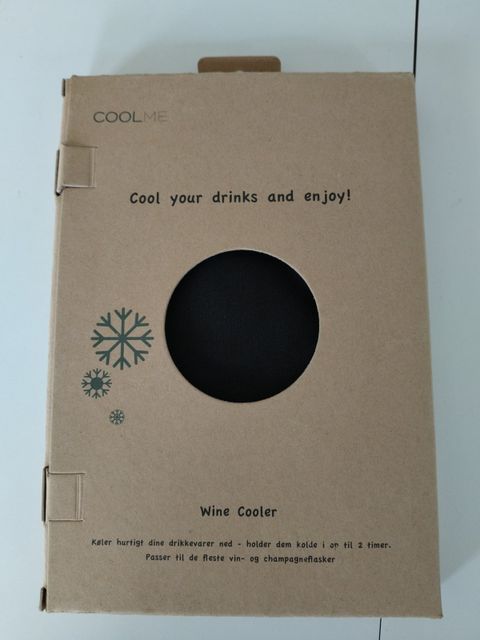 COOLME
Cool your drinks and enjoy!
Wine Cooler
Køler hurtigt dine drikkevarer ned - holder dem kolde i op til 2 timer.
Passer til de fleste vin- og champagneflasker